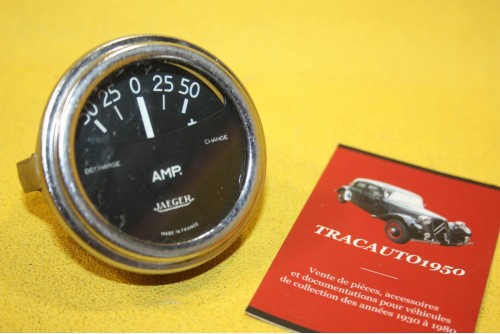 50 25 0 25 50
DECHARGE
CHARGE
AMP.
JAEGER
MADE IN FRANCE
TRACAUTO1950
Vente de pièces, accessoires
et documentations pour véhicules
de collection des années 1930 à 1980